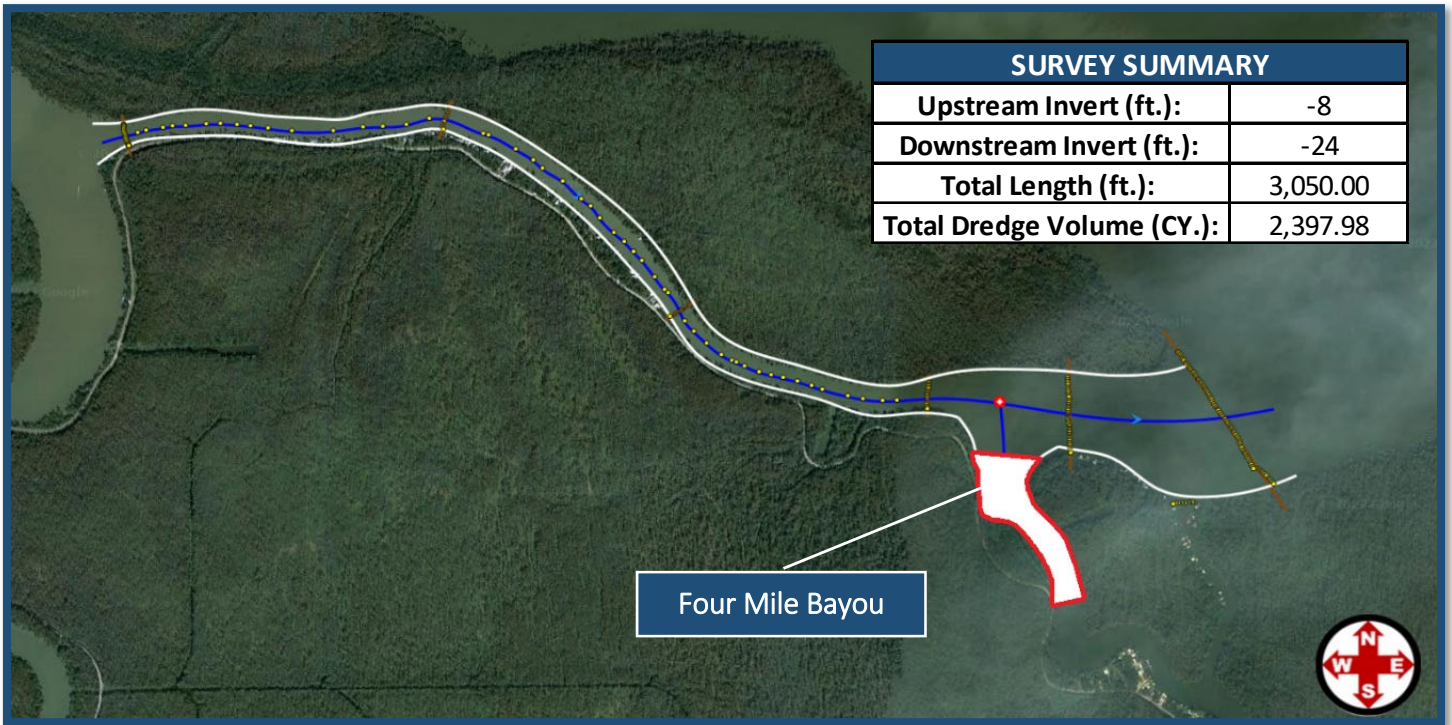 SURVEY SUMMARY
Upstream Invert (ft.): -8
Downstream Invert (ft.): -24
Total Length (ft.): 3,050.00
Total Dredge Volume (CY.): 2,397.98
Google
Four Mile Bayou
N
W E
S